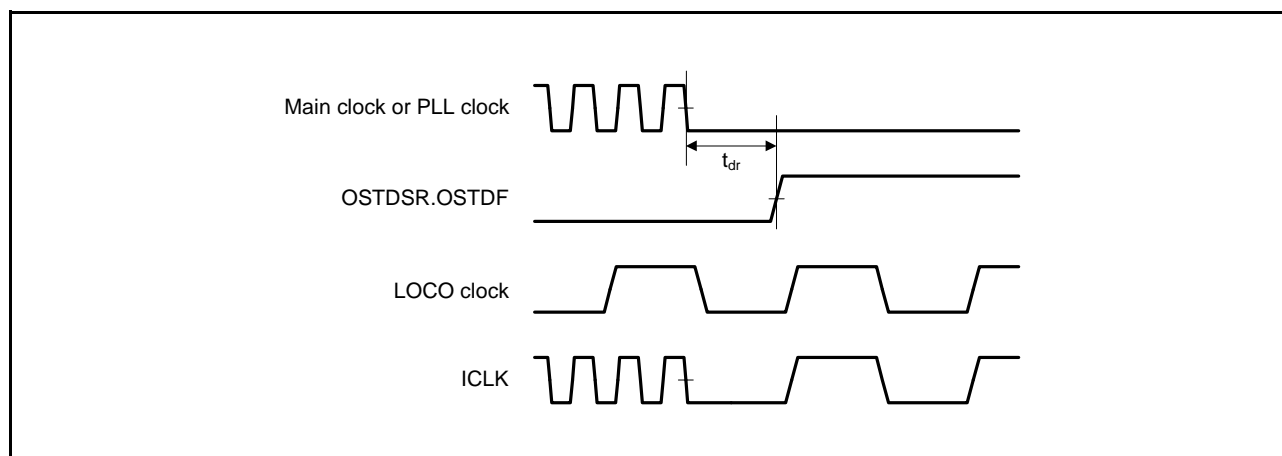 Main clock or PLL clock
tdr
OSTDSR.OSTDF
LOCO clock
ICLK